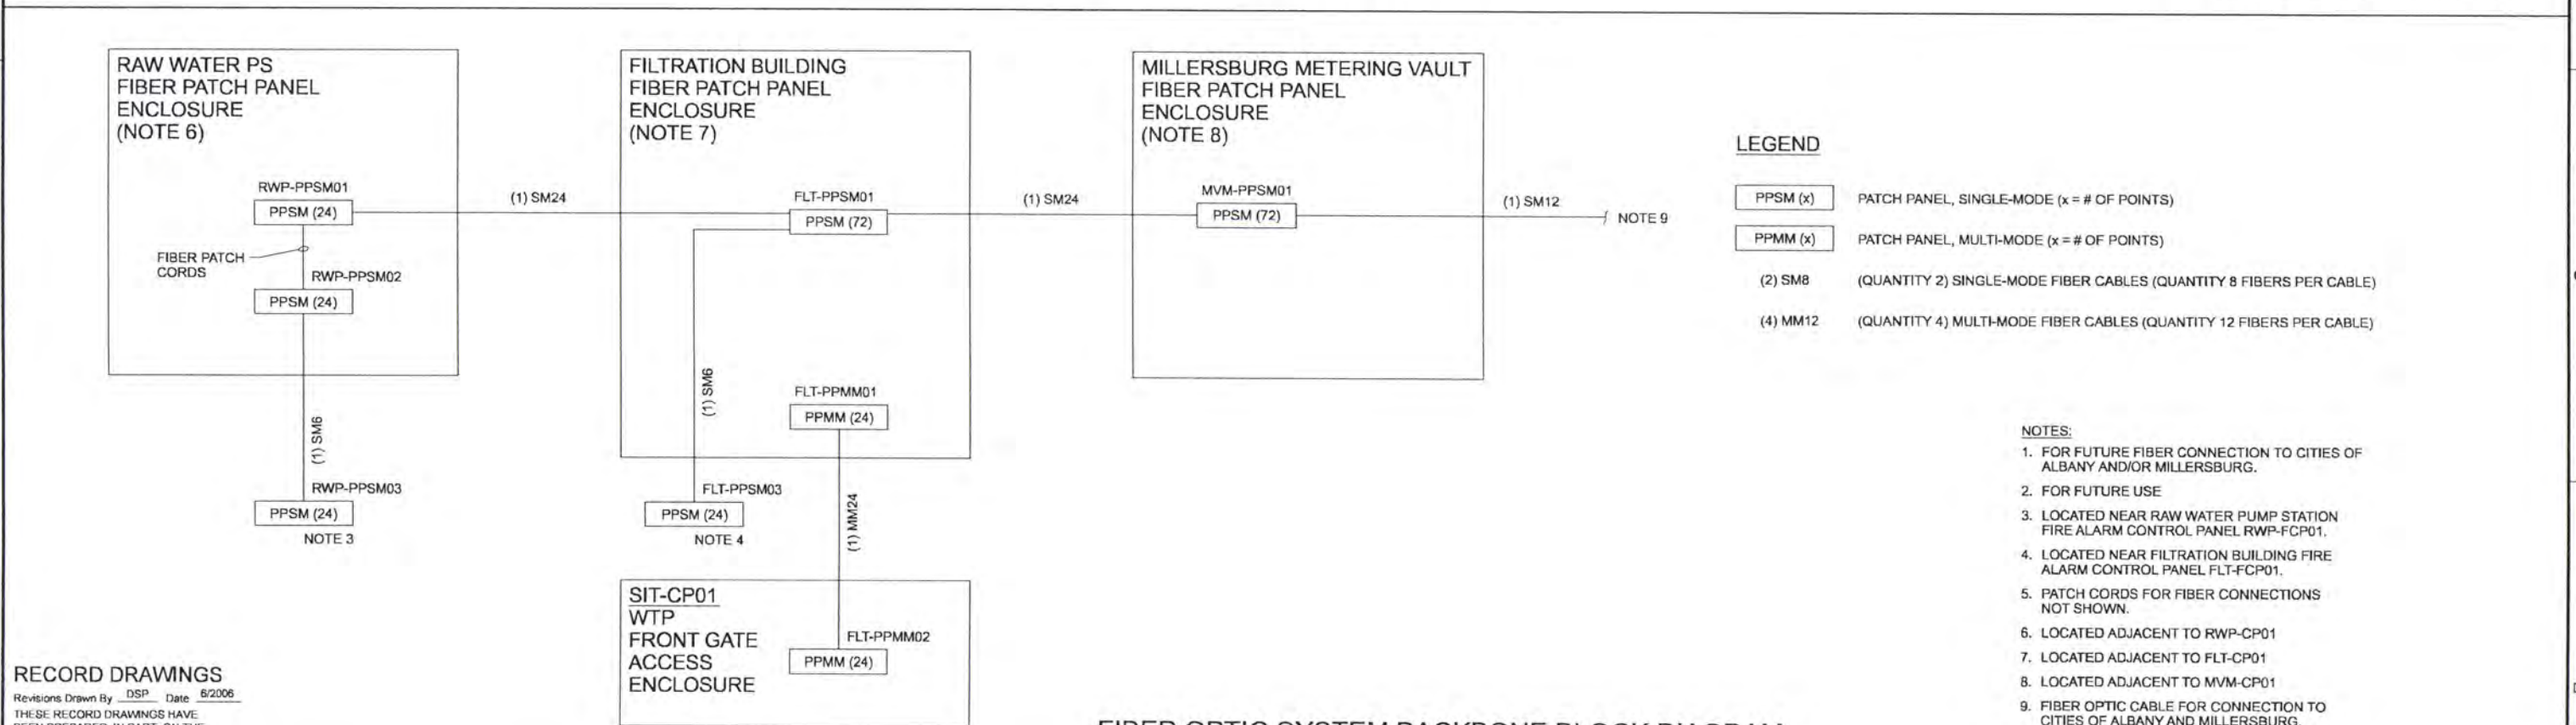 RAW WATER PS
FIBER PATCH PANEL
ENCLOSURE
(NOTE 6)
RWP-PPSM01
PPSM (24)
FIBER PATCH
CORDS
RWP-PPSM02
PPSM (24)
(1) SM6
RWP-PPSM03
PPSM (24)
NOTE 3
(1) SM24
FILTRATION BUILDING
FIBER PATCH PANEL
ENCLOSURE
(NOTE 7)
FLT-PPSM01
PPSM (72)
(1) SM6
FLT-PPMM01
PPMM (24)
FLT-PPSM03
PPSM (24)
NOTE 4
(1) MM24
SIT-CP01
WTP
FRONT GATE
ACCESS
ENCLOSURE
FLT-PPMM02
PPMM (24)
(1) SM24
MILLERSBURG METERING VAULT
FIBER PATCH PANEL
ENCLOSURE
(NOTE 8)
MVM-PPSM01
PPSM (72)
(1) SM12
NOTE 9
LEGEND
PPSM (x) PATCH PANEL, SINGLE-MODE (x = # OF POINTS)
PPMM (x) PATCH PANEL, MULTI-MODE (x = # OF POINTS)
(2) SM8 (QUANTITY 2) SINGLE-MODE FIBER CABLES (QUANTITY 8 FIBERS PER CABLE)
(4) MM12 (QUANTITY 4) MULTI-MODE FIBER CABLES (QUANTITY 12 FIBERS PER CABLE)
NOTES:
1. FOR FUTURE FIBER CONNECTION TO CITIES OF
ALBANY AND/OR MILLERSBURG.
2. FOR FUTURE USE
3. LOCATED NEAR RAW WATER PUMP STATION
FIRE ALARM CONTROL PANEL RWP-FCP01.
4. LOCATED NEAR FILTRATION BUILDING FIRE
ALARM CONTROL PANEL FLT-FCP01.
5. PATCH CORDS FOR FIBER CONNECTIONS
NOT SHOWN.
6. LOCATED ADJACENT TO RWP-CP01
7. LOCATED ADJACENT TO FLT-CP01
8. LOCATED ADJACENT TO MVM-CP01
9. FIBER OPTIC CABLE FOR CONNECTION TO
CITIES OF ALBANY AND MILLERSBURG.
RECORD DRAWINGS
Revisions Drawn By DSP Date 6/2006
THESE RECORD DRAWINGS HAVE
FIBER OPTIC SYSTEM BACKBONE BLOCK DIAGRAM